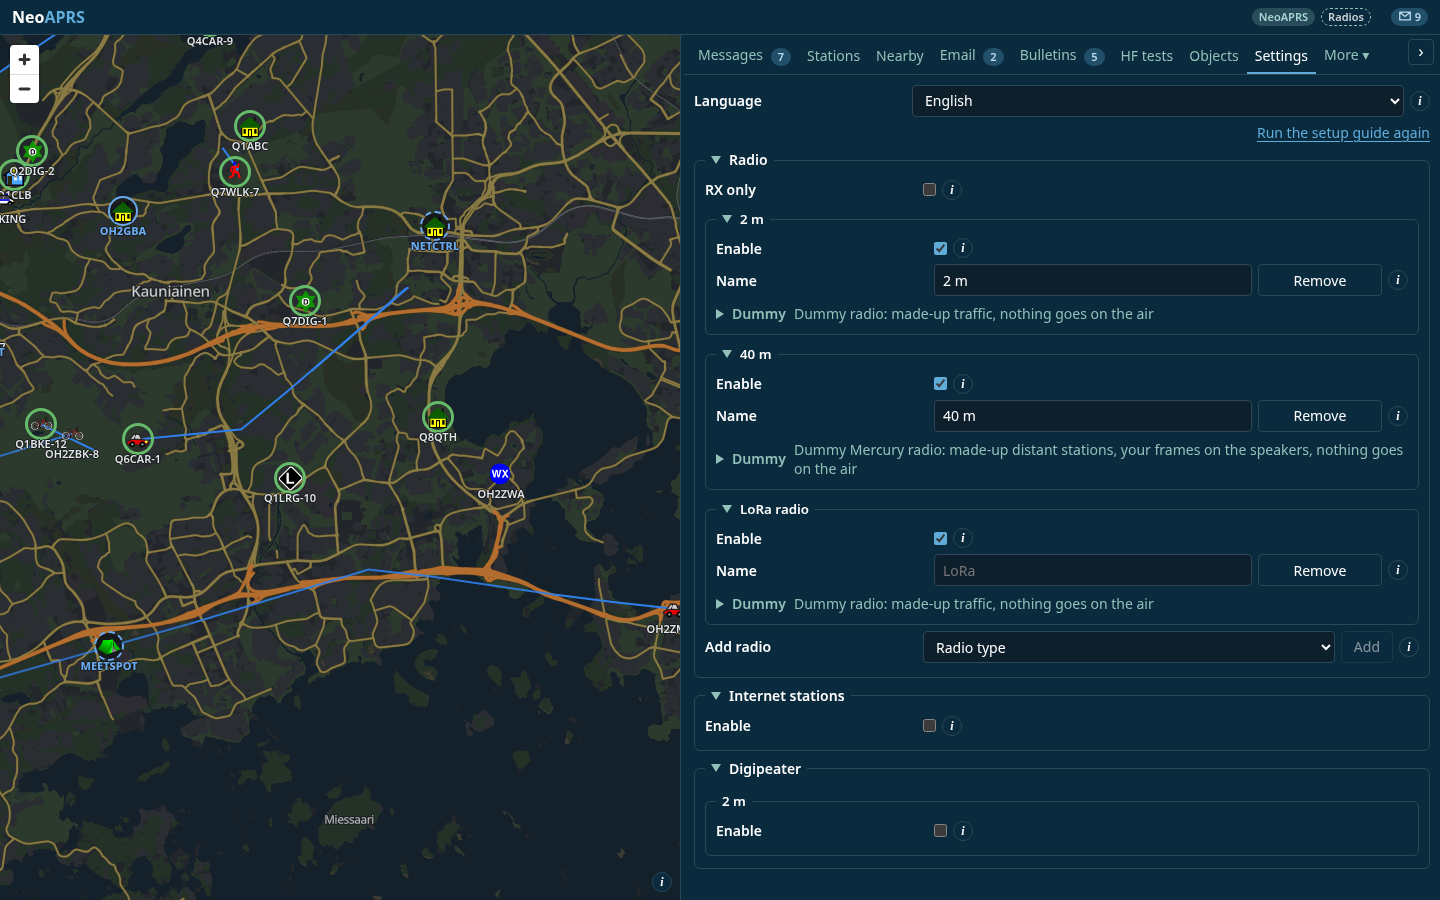 NeoAPRS
NeoAPRS
Radios
9
Messages 7
Stations
Nearby
Email 2
Bulletins 5
HF tests
Objects
Settings
More ▾
›
+
−
Q4CAR-9
Q1ABC
Q2DIG-2
Q7WLK-7
KING
OH2GBA
NETCTRL
Kauniainen
Q7DIG-1
Q8QTH
Q1BKE-12
OH2ZBK-8
Q6CAR-1
L
Q1LRG-10
WX
OH2ZWA
MEETSPOT
Miessaari
i
Language
English
i
Run the setup guide again
Radio
RX only
i
2 m
Enable
i
Name
2 m
Remove
i
Dummy Dummy radio: made-up traffic, nothing goes on the air
40 m
Enable
i
Name
40 m
Remove
i
Dummy Dummy Mercury radio: made-up distant stations, your frames on the speakers, nothing goes
on the air
LoRa radio
Enable
i
Name
LoRa
Remove
i
Dummy Dummy radio: made-up traffic, nothing goes on the air
Add radio
Radio type
Add
i
Internet stations
Enable
i
Digipeater
2 m
Enable
i